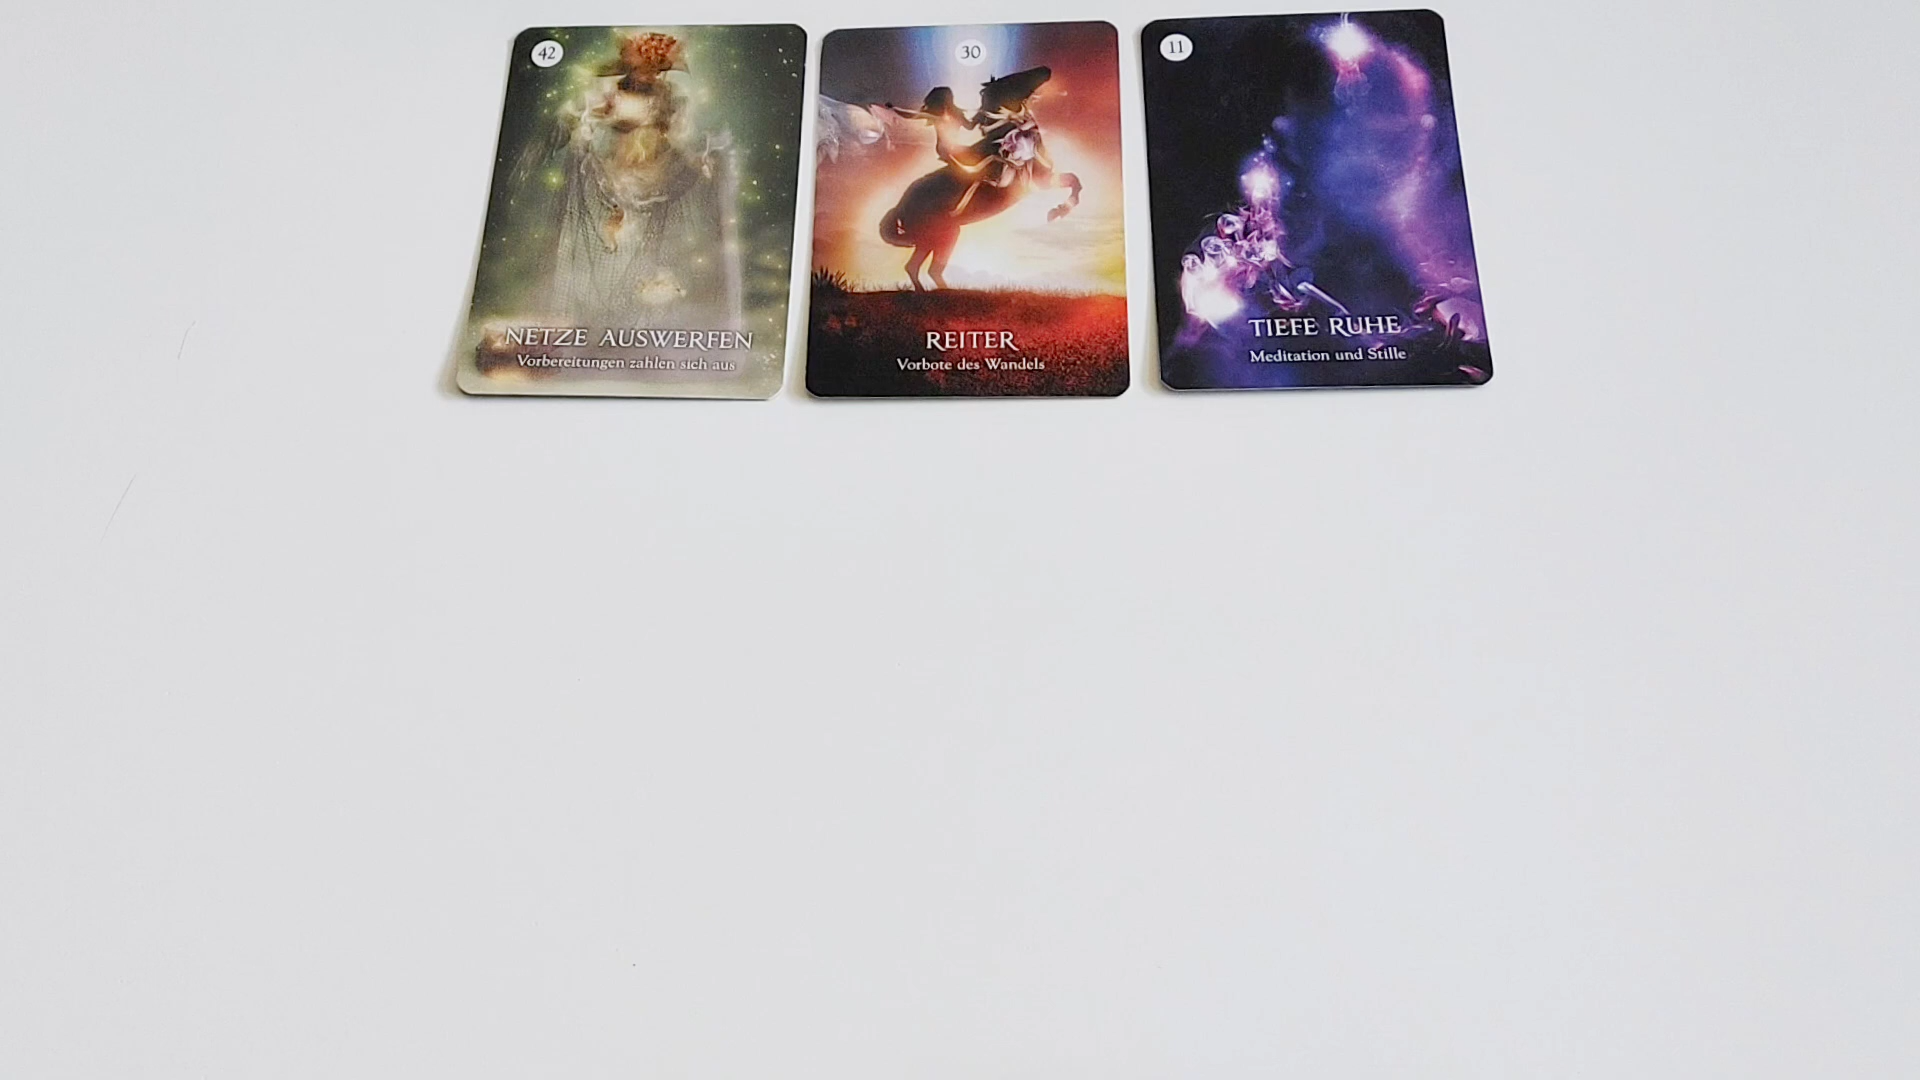 42
NETZE AUSWERFEN
Vorbereitungen zahlen sich aus
30
REITER
Vorbote des Wandels
11
TIEFE RUHE
Meditation und Stille